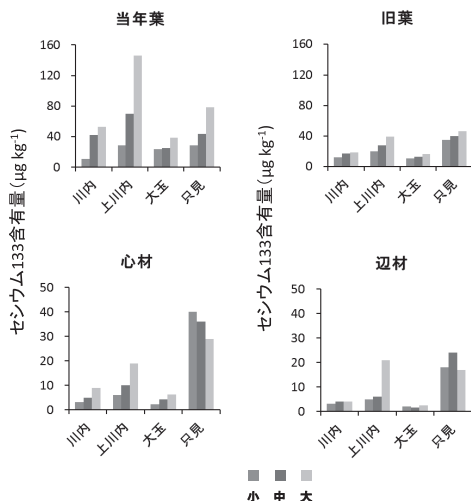 当年葉
160
120
80
40
0
川内
上川内
大玉
只見
旧葉
160
120
80
40
0
川内
上川内
大玉
只見
セシウム133含有量(µg kg-1)
セシウム133含有量(µg kg-1)
心材
50
40
30
20
10
0
川内
上川内
大玉
只見
辺材
50
40
30
20
10
0
川内
上川内
大玉
只見
小 中 大